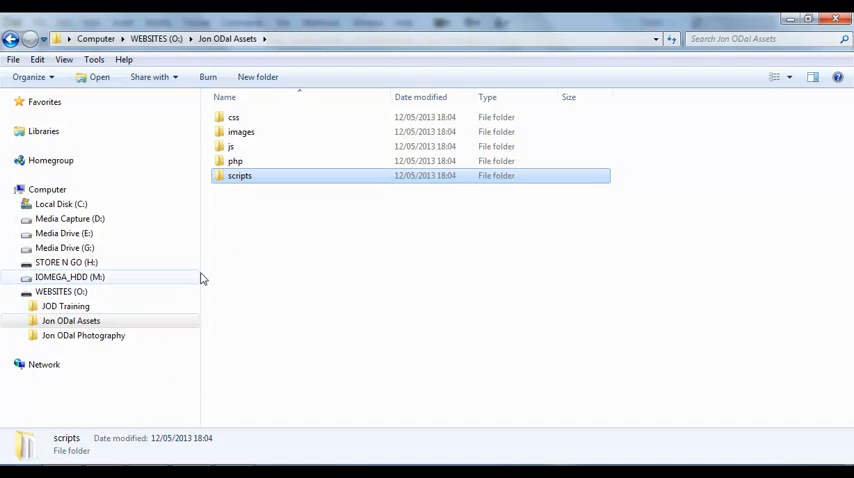 Computer ▸ WEBSITES (O:) ▸ Jon ODal Assets ▸
Search Jon ODal Assets
File Edit View Tools Help
Organize Open Share with Burn New folder
Name Date modified Type Size
Favorites
Libraries
Homegroup
Computer
Local Disk (C:)
Media Capture (D:)
Media Drive (E:)
Media Drive (G:)
STORE N GO (H:)
IOMEGA_HDD (M:)
WEBSITES (O:)
JOD Training
Jon ODal Assets
Jon ODal Photography
Network
css 12/05/2013 18:04 File folder
images 12/05/2013 18:04 File folder
js 12/05/2013 18:04 File folder
php 12/05/2013 18:04 File folder
scripts 12/05/2013 18:04 File folder
scripts Date modified: 12/05/2013 18:04
File folder